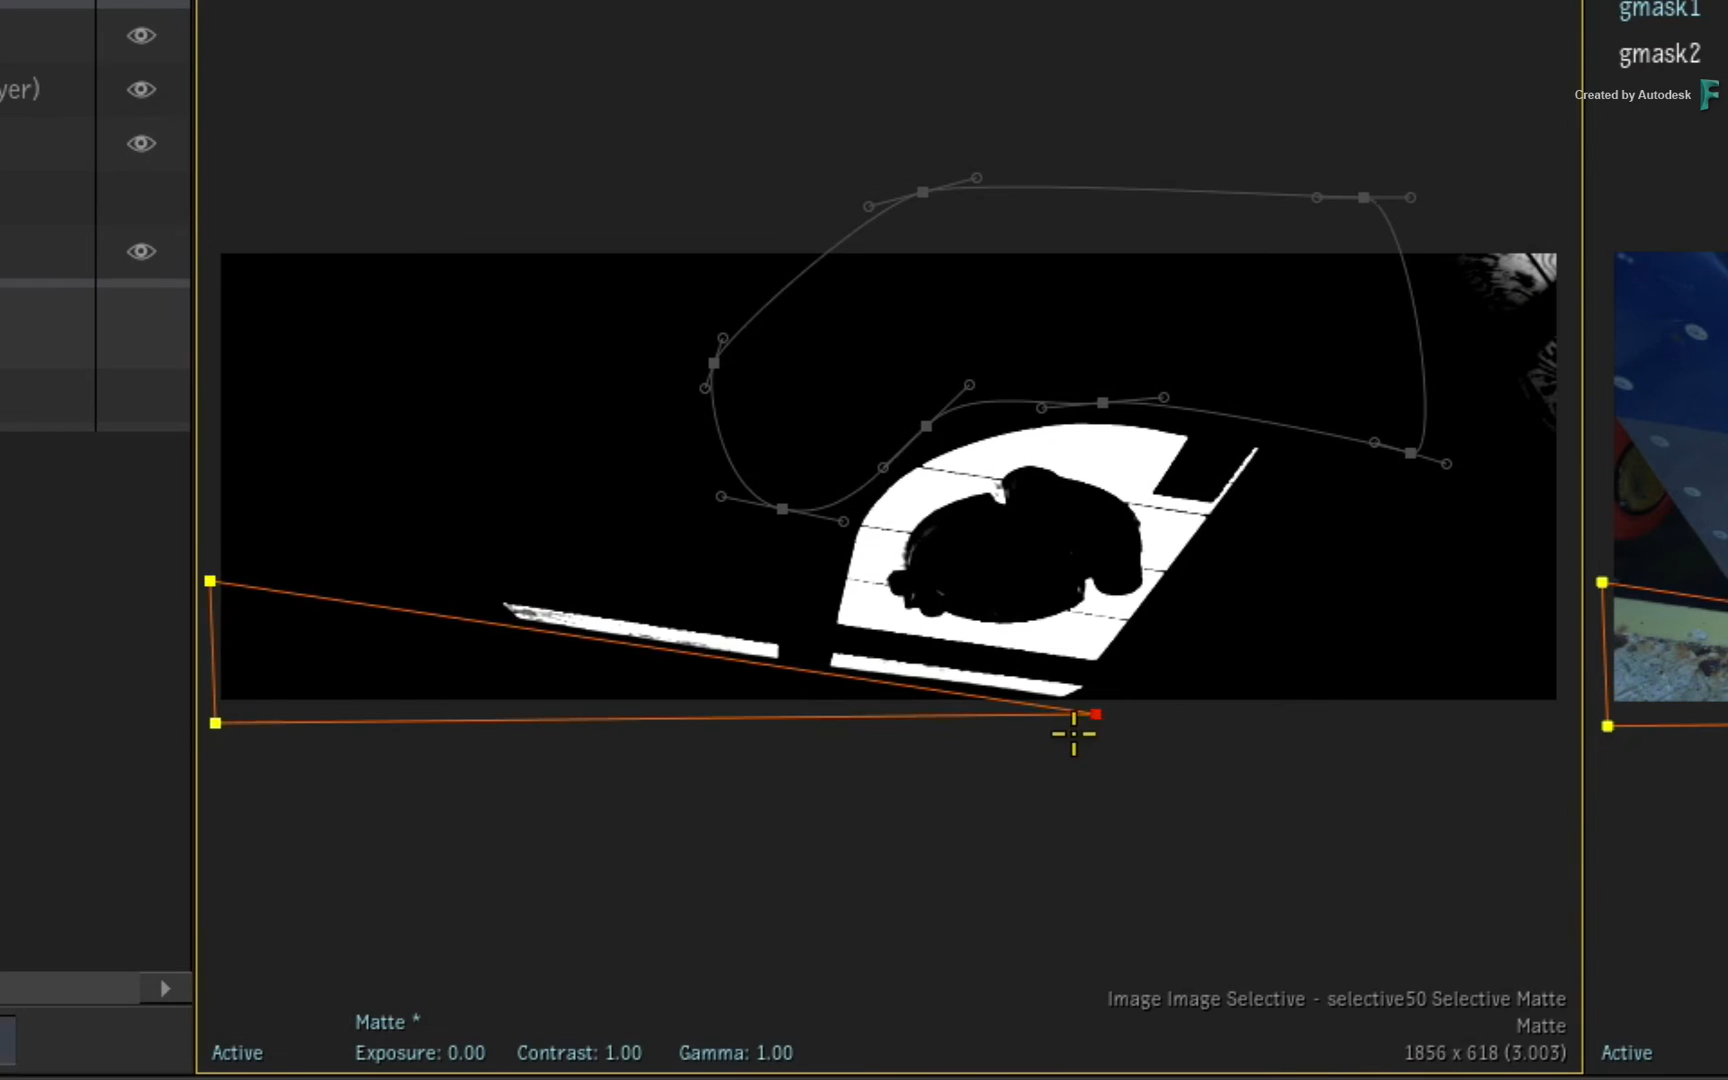 gmask1
gmask2
Created by Autodesk
yer)
Image Image Selective - selective50 Selective Matte
Matte *
Matte
Active
Exposure: 0.00
Contrast: 1.00
Gamma: 1.00
1856 x 618 (3.003)
Active